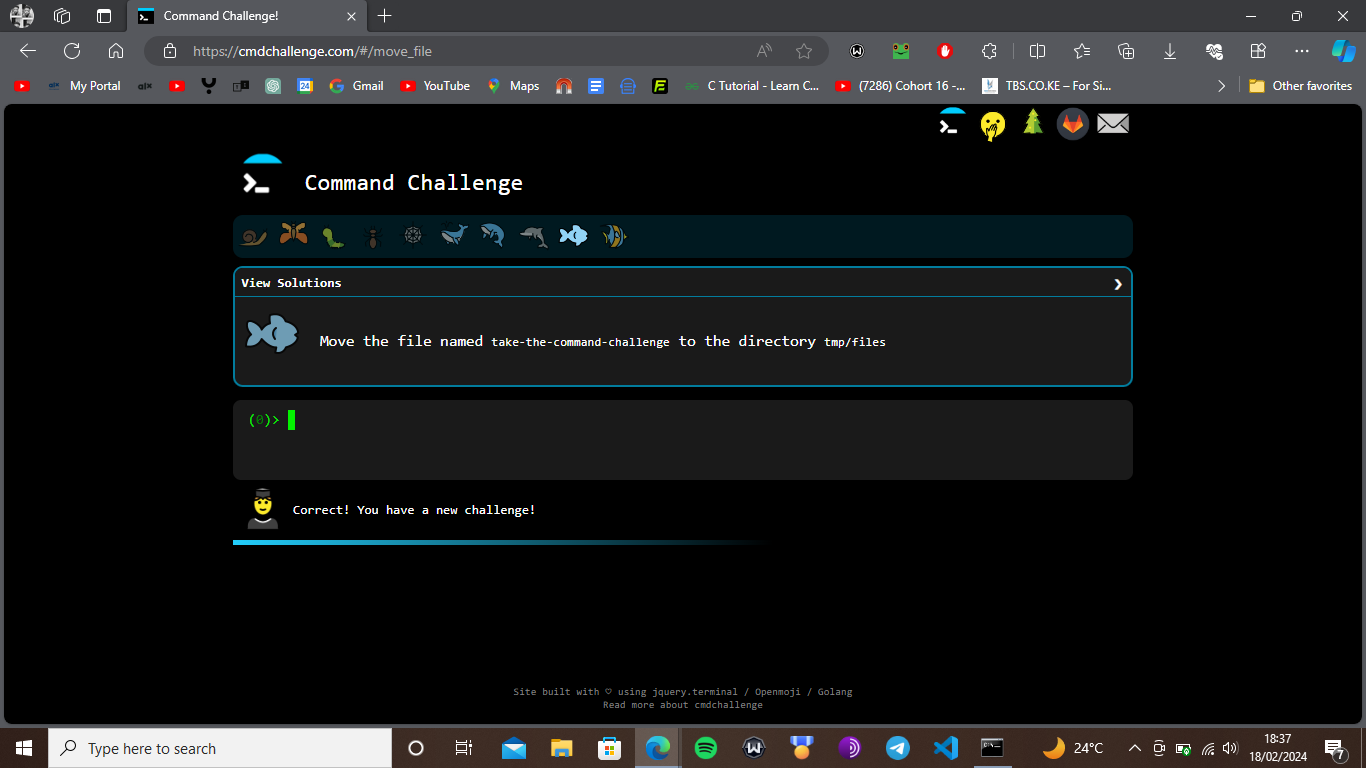 Command Challenge!
https://cmdchallenge.com/#/move_file
My Portal
Gmail
YouTube
Maps
C Tutorial - Learn C...
(7286) Cohort 16 -...
TBS.CO.KE – For Si...
Other favorites
Command Challenge
View Solutions
Move the file named take-the-command-challenge to the directory tmp/files
(0)>
Correct! You have a new challenge!
Site built with ♡ using jquery.terminal / Openmoji / Golang
Read more about cmdchallenge
Type here to search
24°C
18:37
18/02/2024
7